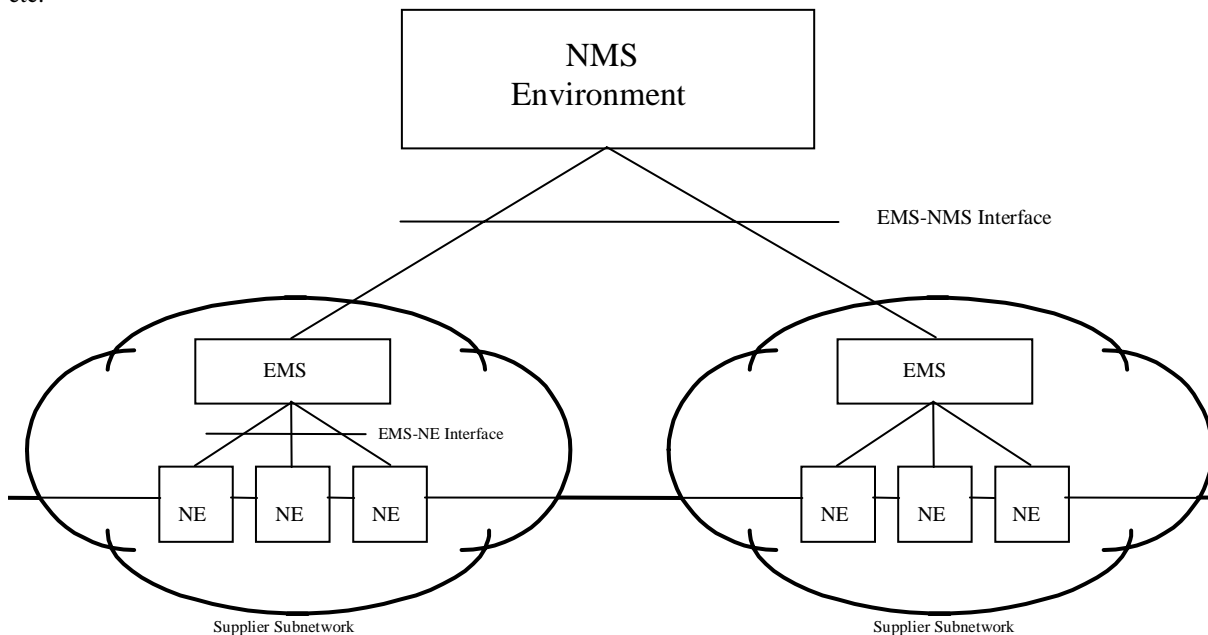 etc.
NMS
Environment
EMS-NMS Interface
EMS
EMS
EMS-NE Interface
NE
NE
NE
NE
NE
NE
Supplier Subnetwork
Supplier Subnetwork